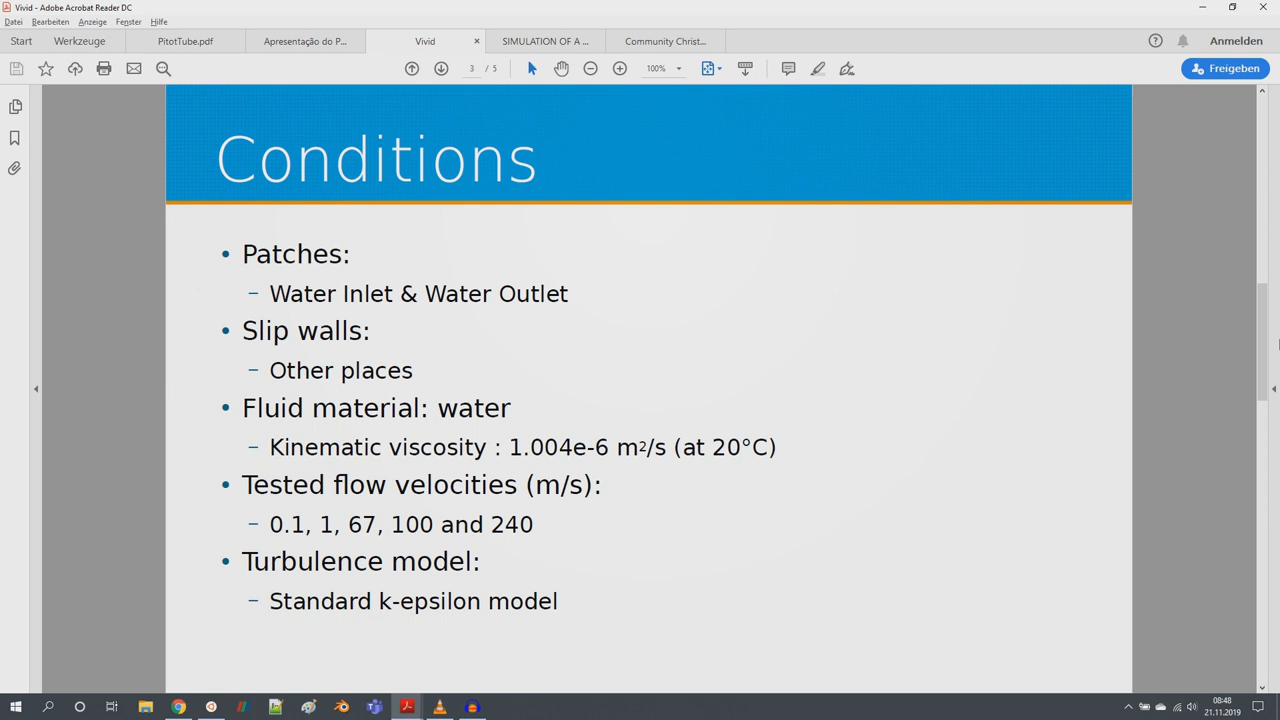 Vivid - Adobe Acrobat Reader DC
Datei Bearbeiten Anzeige Fenster Hilfe
Start Werkzeuge PitotTube.pdf Apresentação do P... Vivid × SIMULATION OF A ... Community Christ... Anmelden
3 / 5 100% Freigeben
Conditions
• Patches:
– Water Inlet & Water Outlet
• Slip walls:
– Other places
• Fluid material: water
– Kinematic viscosity : 1.004e-6 m²/s (at 20°C)
• Tested flow velocities (m/s):
– 0.1, 1, 67, 100 and 240
• Turbulence model:
– Standard k-epsilon model
08:48
21.11.2019